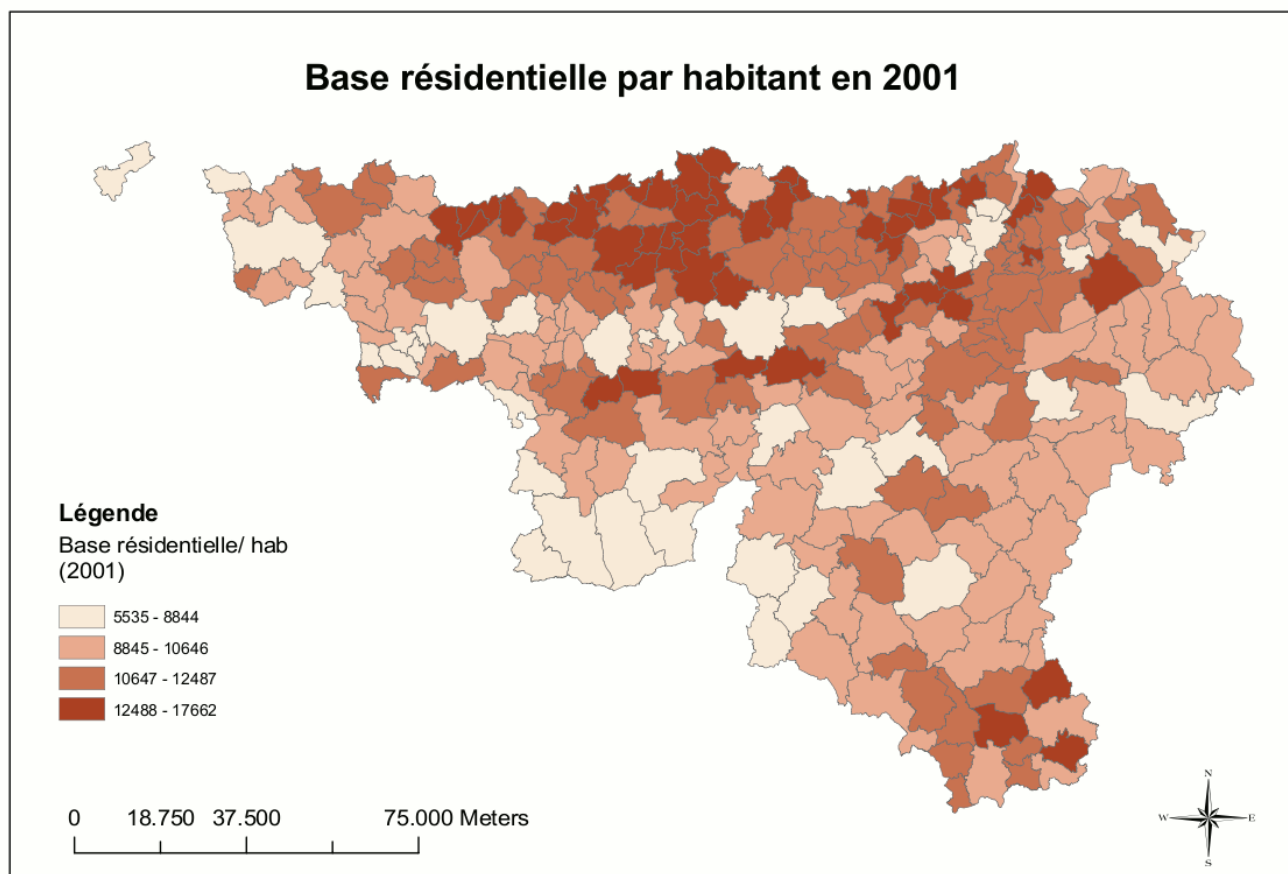 Base résidentielle par habitant en 2001
Légende
Base résidentielle/ hab
(2001)
5535 - 8844
8845 - 10646
10647 - 12487
12488 - 17662
0 18.750 37.500 75.000 Meters
N
W E
S